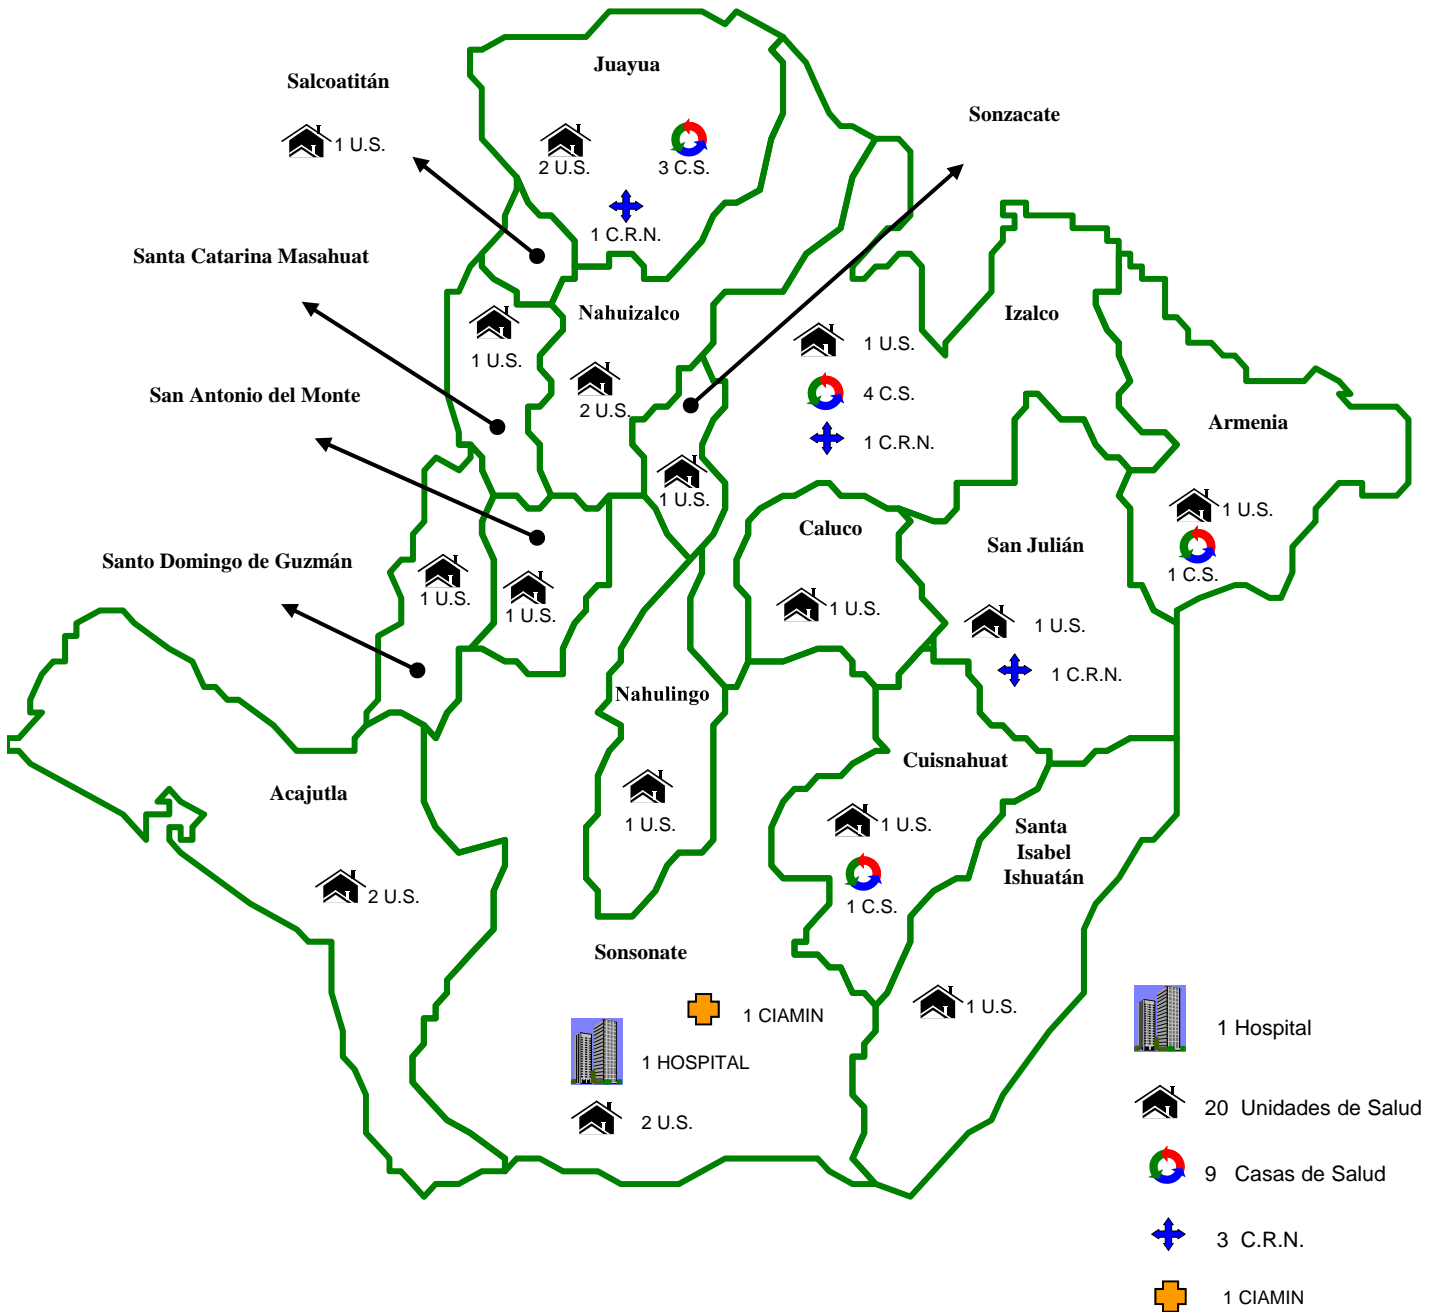 Juayua
Salcoatitán
1 U.S.
Sonzacate
2 U.S.
3 C.S.
1 C.R.N.
Santa Catarina Masahuat
Nahuizalco
1 U.S.
2 U.S.
Izalco
1 U.S.
4 C.S.
1 C.R.N.
San Antonio del Monte
Armenia
1 U.S.
1 C.S.
1 U.S.
Caluco
1 U.S.
San Julián
1 U.S.
1 C.R.N.
Santo Domingo de Guzmán
1 U.S.
1 U.S.
Nahulingo
1 U.S.
Cuisnahuat
1 U.S.
1 C.S.
Acajutla
2 U.S.
Santa
Isabel
Ishuatán
1 U.S.
Sonsonate
1 CIAMIN
1 HOSPITAL
2 U.S.
1 Hospital
20 Unidades de Salud
9 Casas de Salud
3 C.R.N.
1 CIAMIN